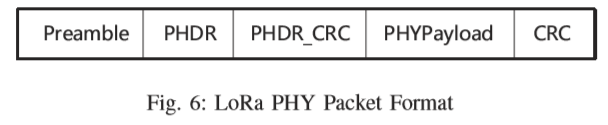 Preamble PHDR PHDR_CRC PHYPayload CRC
Fig. 6: LoRa PHY Packet Format